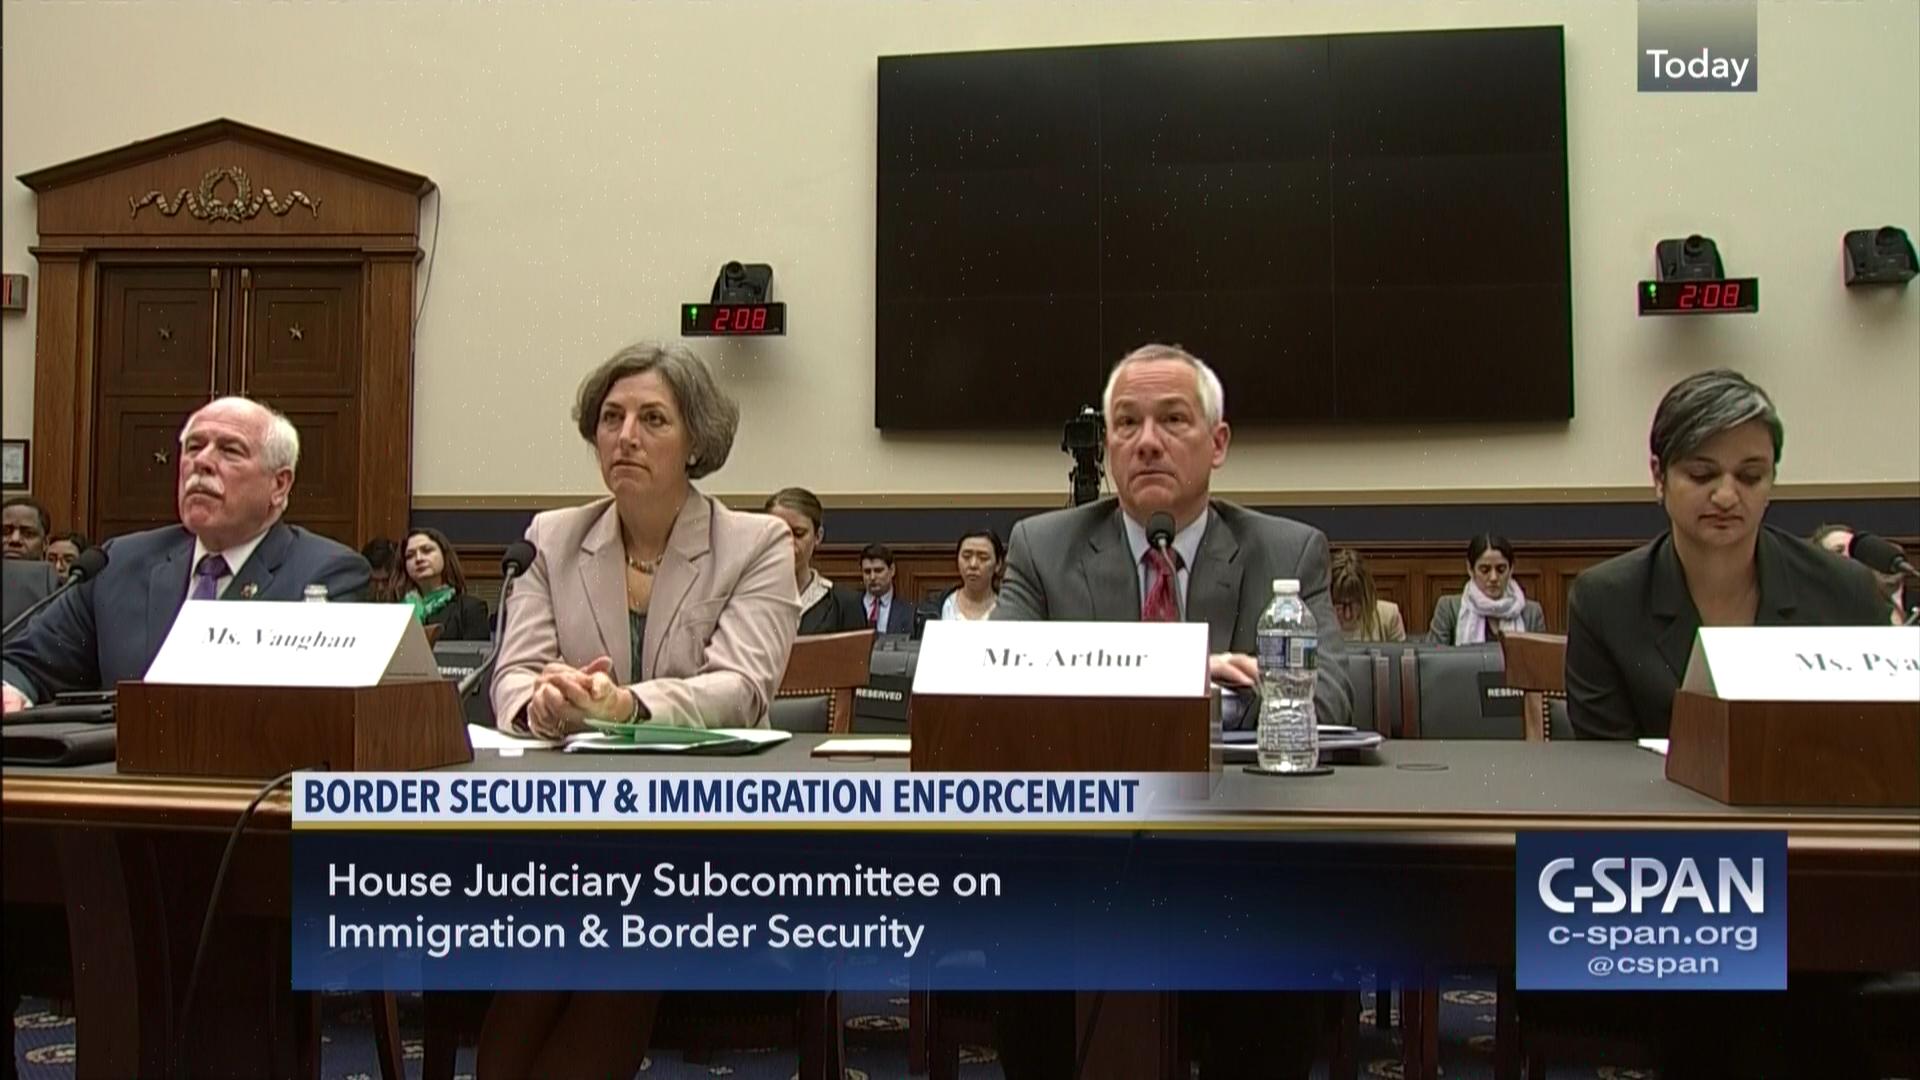 Today
2:08
2:08
Ms. Vaughan
Mr. Arthur
Ms. Pya
RESERVED
RESERVED
RESERV
BORDER SECURITY & IMMIGRATION ENFORCEMENT
House Judiciary Subcommittee on
Immigration & Border Security
C-SPAN
c-span.org
@cspan